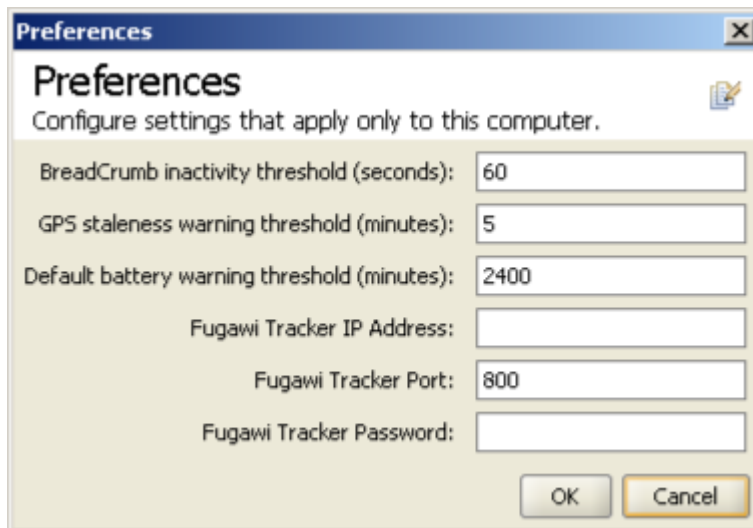 Preferences
Preferences
Configure settings that apply only to this computer.
BreadCrumb inactivity threshold (seconds): 60
GPS staleness warning threshold (minutes): 5
Default battery warning threshold (minutes): 2400
Fugawi Tracker IP Address:
Fugawi Tracker Port: 800
Fugawi Tracker Password:
OK Cancel